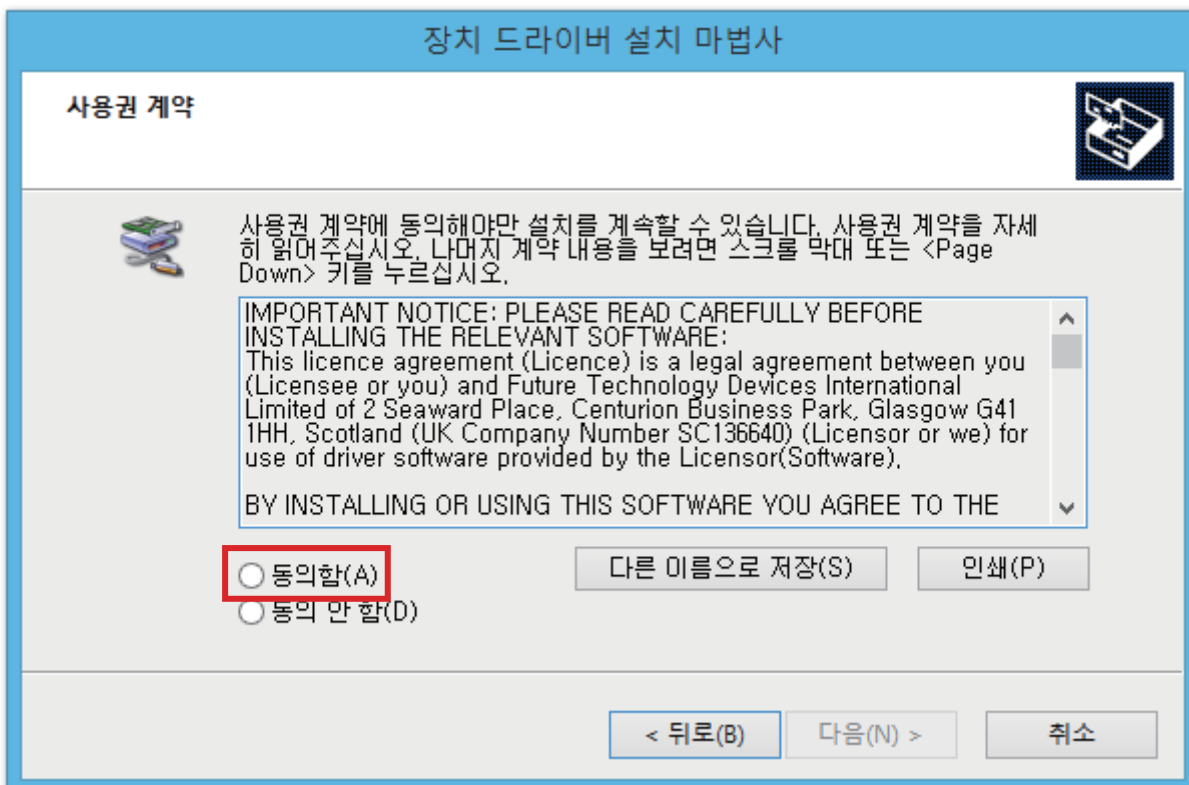 장치 드라이버 설치 마법사
사용권 계약
사용권 계약에 동의해야만 설치를 계속할 수 있습니다. 사용권 계약을 자세
히 읽어주십시오. 나머지 계약 내용을 보려면 스크롤 막대 또는 <Page
Down> 키를 누르십시오.
IMPORTANT NOTICE: PLEASE READ CAREFULLY BEFORE
INSTALLING THE RELEVANT SOFTWARE:
This licence agreement (Licence) is a legal agreement between you
(Licensee or you) and Future Technology Devices International
Limited of 2 Seaward Place, Centurion Business Park, Glasgow G41
1HH, Scotland (UK Company Number SC136640) (Licensor or we) for
use of driver software provided by the Licensor(Software).
BY INSTALLING OR USING THIS SOFTWARE YOU AGREE TO THE
동의함(A)
다른 이름으로 저장(S)
인쇄(P)
동의 안 함(D)
< 뒤로(B)
다음(N) >
취소